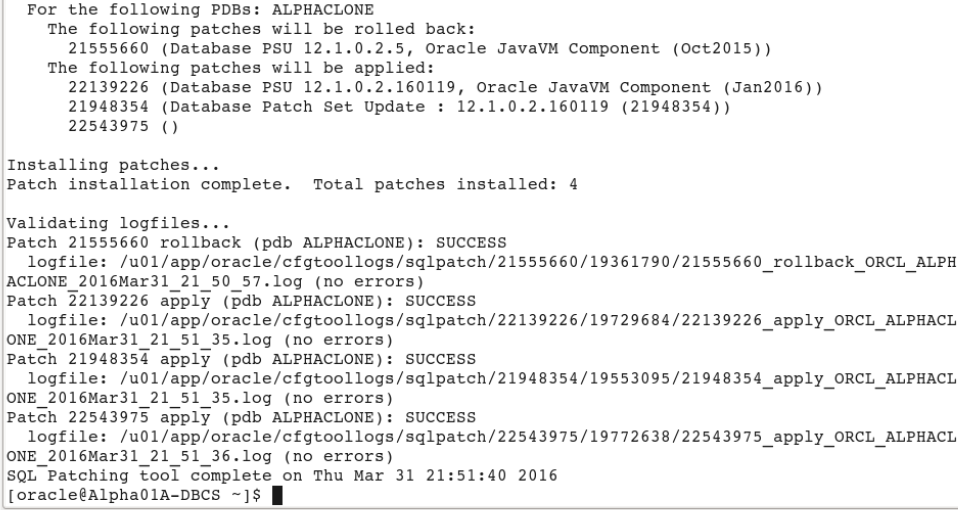 For the following PDBs: ALPHACLONE
The following patches will be rolled back:
21555660 (Database PSU 12.1.0.2.5, Oracle JavaVM Component (Oct2015))
The following patches will be applied:
22139226 (Database PSU 12.1.0.2.160119, Oracle JavaVM Component (Jan2016))
21948354 (Database Patch Set Update : 12.1.0.2.160119 (21948354))
22543975 ()
Installing patches...
Patch installation complete.  Total patches installed: 4
Validating logfiles...
Patch 21555660 rollback (pdb ALPHACLONE): SUCCESS
logfile: /u01/app/oracle/cfgtoollogs/sqlpatch/21555660/19361790/21555660_rollback_ORCL_ALPH
ACLONE_2016Mar31_21_50_57.log (no errors)
Patch 22139226 apply (pdb ALPHACLONE): SUCCESS
logfile: /u01/app/oracle/cfgtoollogs/sqlpatch/22139226/19729684/22139226_apply_ORCL_ALPHACL
ONE_2016Mar31_21_51_35.log (no errors)
Patch 21948354 apply (pdb ALPHACLONE): SUCCESS
logfile: /u01/app/oracle/cfgtoollogs/sqlpatch/21948354/19553095/21948354_apply_ORCL_ALPHACL
ONE_2016Mar31_21_51_35.log (no errors)
Patch 22543975 apply (pdb ALPHACLONE): SUCCESS
logfile: /u01/app/oracle/cfgtoollogs/sqlpatch/22543975/19772638/22543975_apply_ORCL_ALPHACL
ONE_2016Mar31_21_51_36.log (no errors)
SQL Patching tool complete on Thu Mar 31 21:51:40 2016
[oracle@Alpha01A-DBCS ~]$